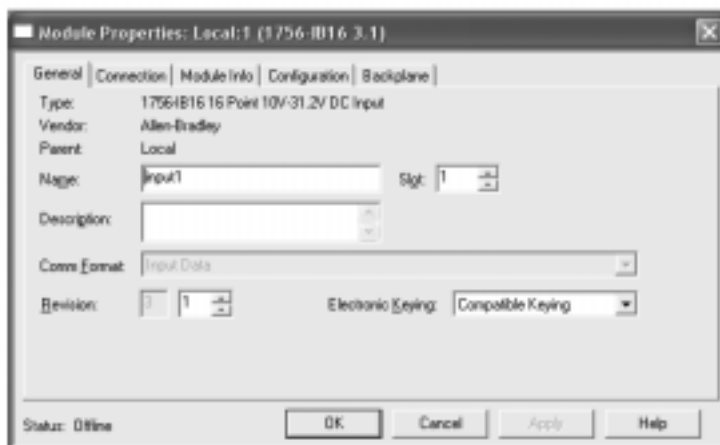 Module Properties: Local:1 (1756-IB16 3.1)
General Connection Module Info Configuration Backplane
Type: 1756-IB16 16 Point 10V-31.2V DC Input
Vendor: Allen-Bradley
Parent: Local
Name: input1 Slot: 1
Description:
Comm Format: Input Data
Revision: 3 1 Electronic Keying: Compatible Keying
Status: Offline OK Cancel Apply Help